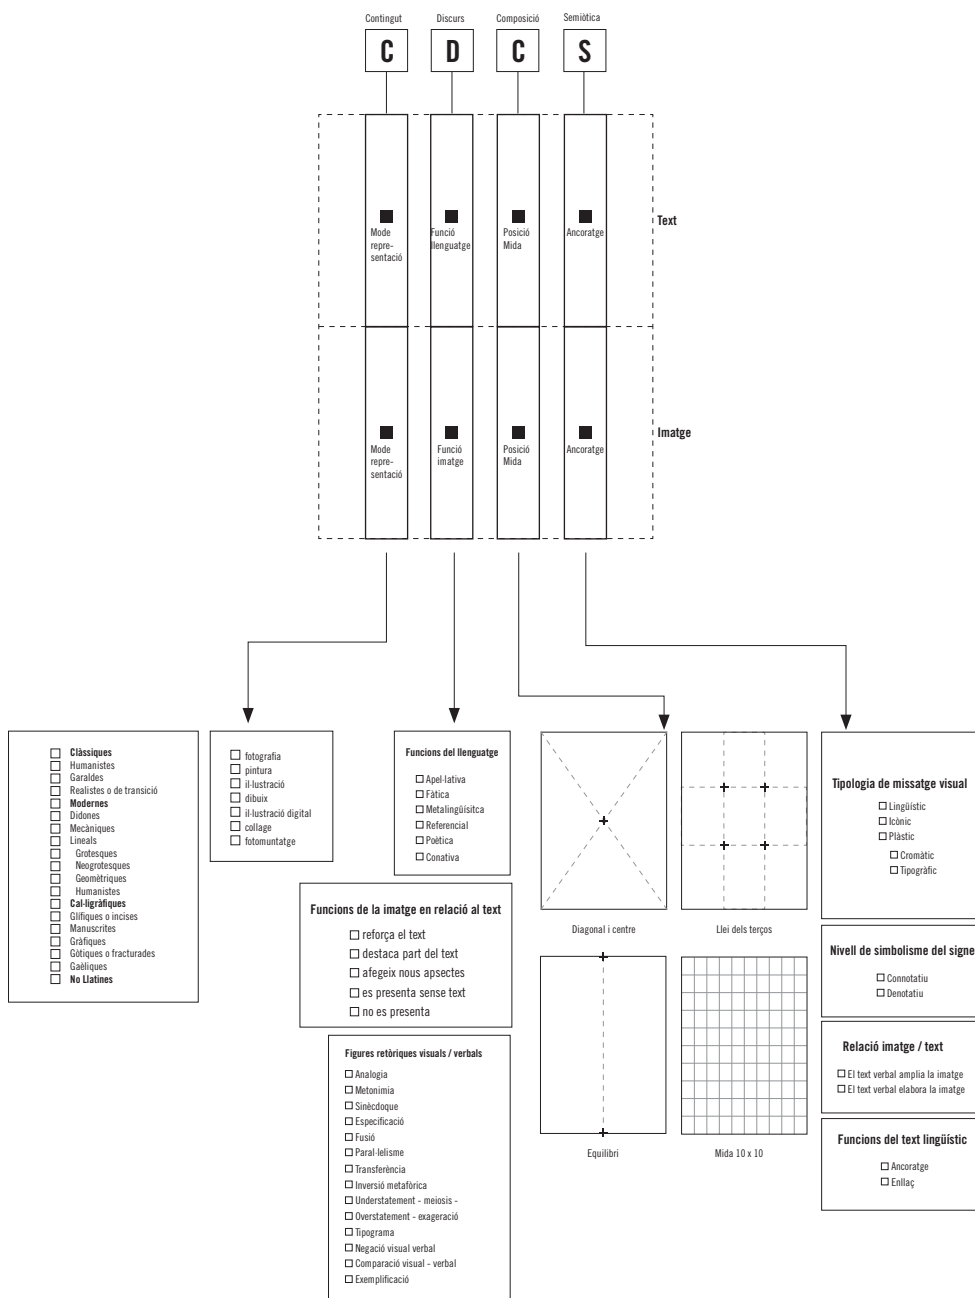 Contingut
Discurs
Composició
Semiòtica
C
D
C
S
Mode
repre-
sentació
Funció
llenguatge
Posició
Mida
Ancoratge
Text
Mode
repre-
sentació
Funció
imatge
Posició
Mida
Ancoratge
Imatge
Clàssiques
Humanistes
Garaldes
Realistes o de transició
Modernes
Didones
Mecàniques
Lineals
Grotesques
Neogrotesques
Geomètriques
Humanistes
Cal·ligràfiques
Glífiques o incises
Manuscrites
Gràfiques
Gòtiques o fracturades
Gaèliques
No Llatines
fotografia
pintura
il·lustració
dibuix
il·lustració digital
collage
fotomuntatge
Funcions del llenguatge
Apel·lativa
Fàtica
Metalingüísitca
Referencial
Poètica
Conativa
Funcions de la imatge en relació al text
reforça el text
destaca part del text
afegeix nous apsectes
es presenta sense text
no es presenta
Figures retòriques visuals / verbals
Analogia
Metonimia
Sinècdoque
Especificació
Fusió
Paral·lelisme
Transferència
Inversió metafòrica
Understatement - meiosis -
Overstatement - exageració
Tipograma
Negació visual verbal
Comparació visual - verbal
Exemplificació
Diagonal i centre
Llei dels terços
Equilibri
Mida 10 x 10
Tipologia de missatge visual
Lingüístic
Icònic
Plàstic
Cromàtic
Tipogràfic
Nivell de simbolisme del signe
Connotatiu
Denotatiu
Relació imatge / text
El text verbal amplia la imatge
El text verbal elabora la imatge
Funcions del text lingüístic
Ancoratge
Enllaç